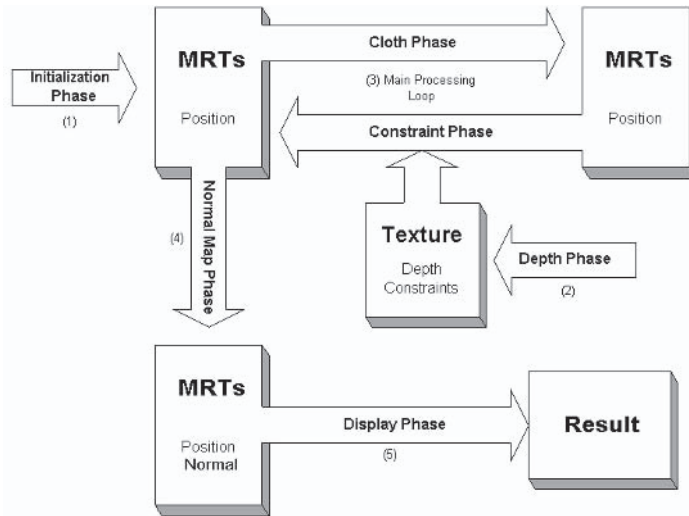 Initialization
Phase
(1)
MRTs
Position
Cloth Phase
(3) Main Processing
Loop
Constraint Phase
MRTs
Position
Normal Map Phase
(4)
Texture
Depth
Constraints
Depth Phase
(2)
MRTs
Position
Normal
Display Phase
(5)
Result